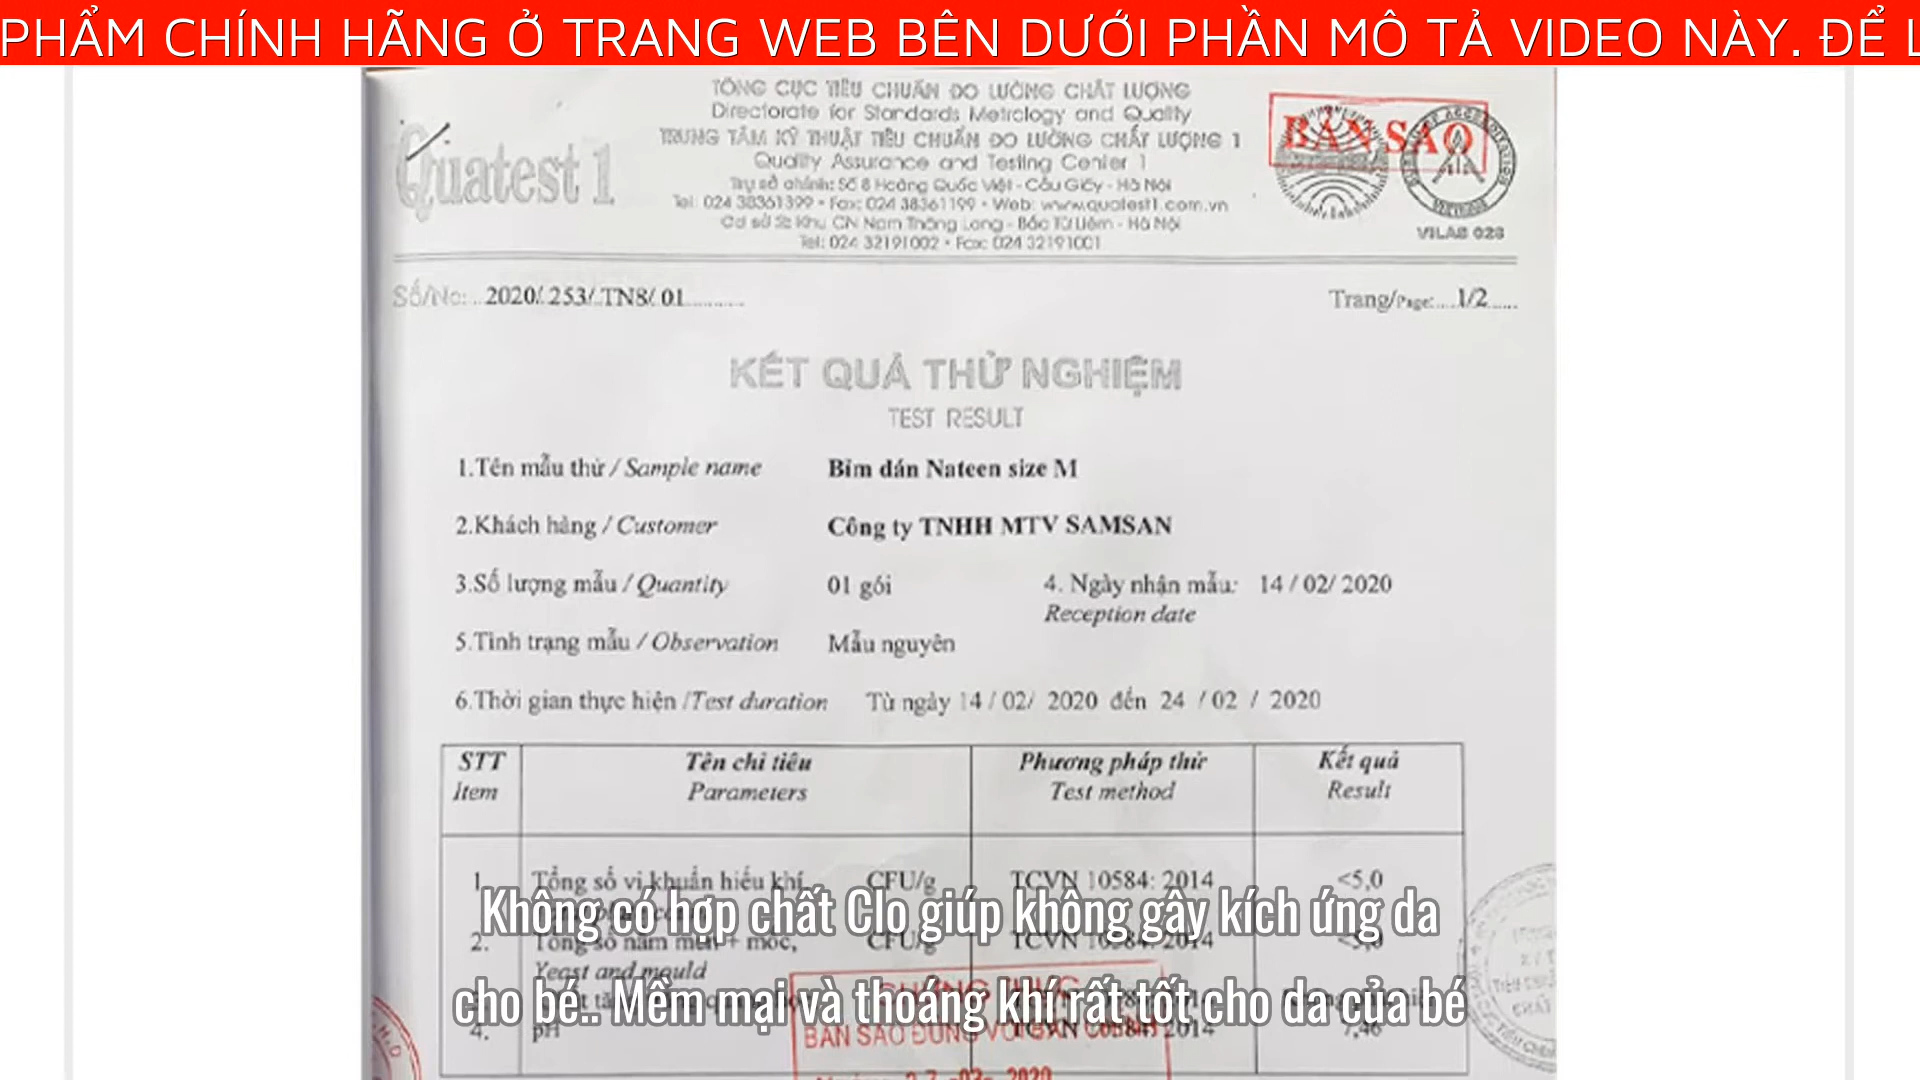 PHẨM CHÍNH HÃNG Ở TRANG WEB BÊN DƯỚI PHẦN MÔ TẢ VIDEO NÀY. ĐỂ L
TỔNG CỤC TIÊU CHUẨN ĐO LƯỜNG CHẤT LƯỢNG
Directorate for Standards Metrology and Quality
TRUNG TÂM KỸ THUẬT TIÊU CHUẨN ĐO LƯỜNG CHẤT LƯỢNG 1
Quality Assurance and Testing Center 1
Trụ sở chính: Số 8 Hoàng Quốc Việt - Cầu Giấy - Hà Nội
Tel: 024 38361399 • Fax: 024 38361199 • Web: www.quatest1.com.vn
Cơ sở 2: Khu CN Nam Thăng Long - Bắc Từ Liêm - Hà Nội
Tel: 024 32191002 • Fax: 024 32191001
Quatest 1
BẢN SAO
VILAS 028
Số/No: 2020/ 253/ TN8/ 01
Trang/Page: 1/2
KẾT QUẢ THỬ NGHIỆM
TEST RESULT
1.Tên mẫu thử / Sample name Bỉm dán Nateen size M
2.Khách hàng / Customer Công ty TNHH MTV SAMSAN
3.Số lượng mẫu / Quantity 01 gói 4. Ngày nhận mẫu: 14 / 02/ 2020
Reception date
5.Tình trạng mẫu / Observation Mẫu nguyên
6.Thời gian thực hiện /Test duration Từ ngày 14 / 02/ 2020 đến 24 / 02 / 2020
STT Tên chỉ tiêu Phương pháp thử Kết quả
Item Parameters Test method Result
1. Tổng số vi khuẩn hiếu khí, CFU/g TCVN 10584: 2014 <5,0
Không có hợp chất Clo giúp không gây kích ứng da
2. Tổng số nấm men + mốc, CFU/g TCVN 10584: 2014 <5,0
Yeast and mould
cho bé.. Mềm mại và thoáng khí rất tốt cho da của bé
4. pH TCVN 10584: 2014 7,46
BẢN SAO ĐÚNG VỚI BẢN CHÍNH
2020